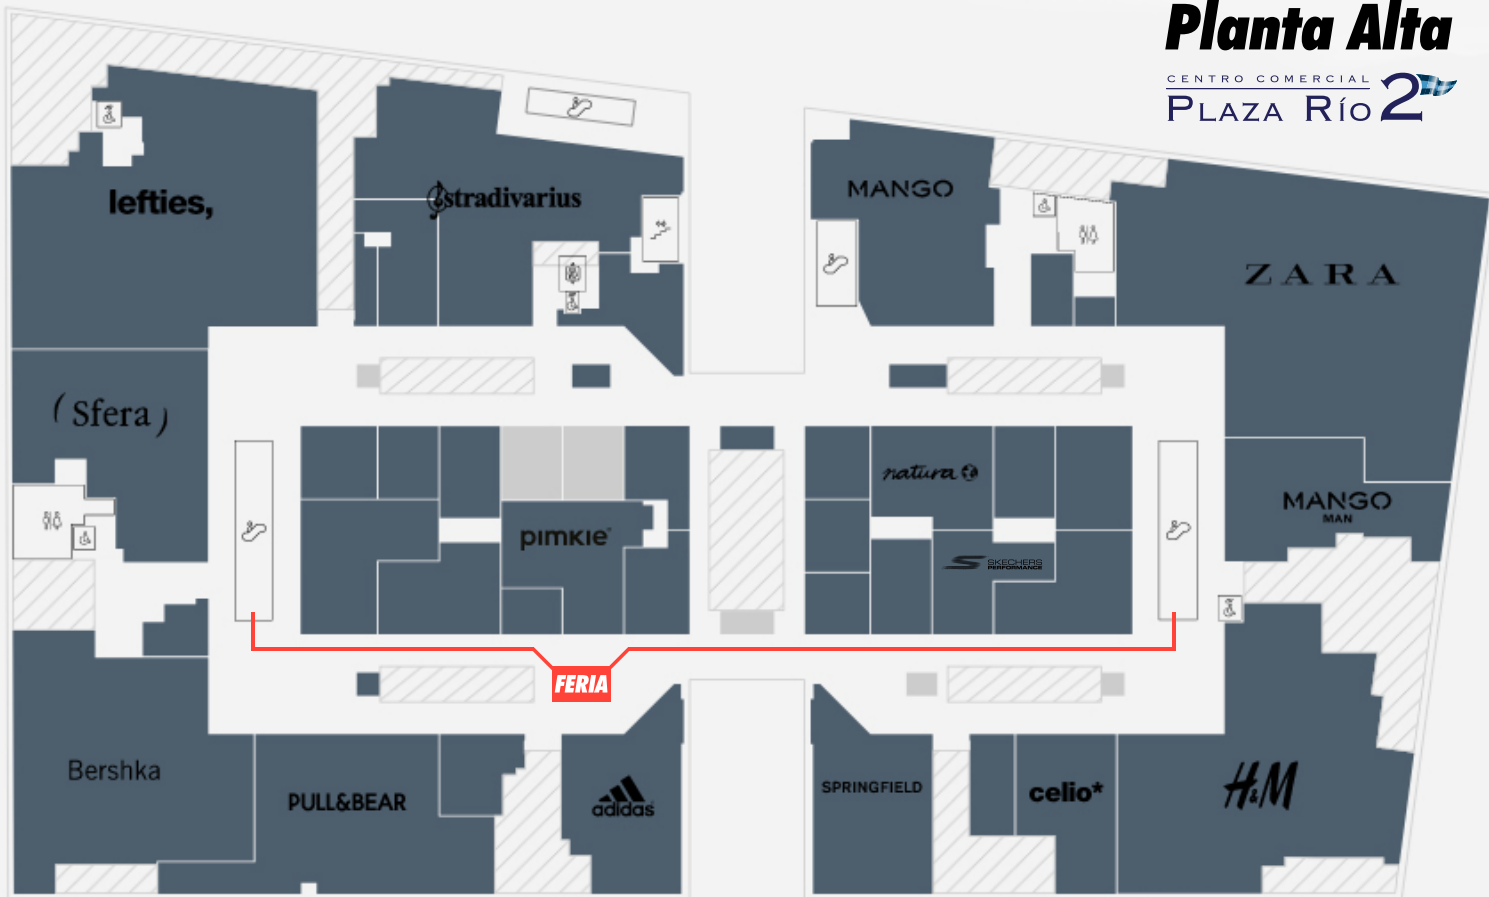 Planta Alta
CENTRO COMERCIAL
PLAZA RÍO 2
lefties,
stradivarius
MANGO
ZARA
(Sfera)
natura
MANGO
MAN
pimkie
SKECHERS
PERFORMANCE
FERIA
Bershka
PULL&BEAR
adidas
SPRINGFIELD
celio*
H&M